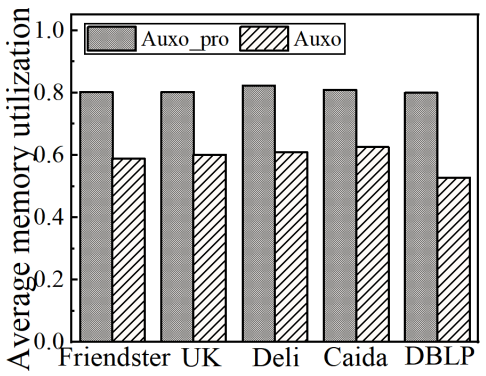 Average memory utilization
1.0
0.8
0.6
0.4
0.2
0.0
Auxo_pro Auxo
Friendster UK Deli Caida DBLP